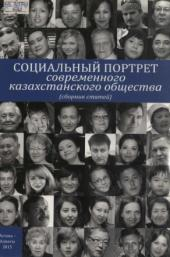 СОЦИАЛЬНЫЙ ПОРТРЕТ
современного
казахстанского общества
(сборник статей)
Астана -
Алматы
2015